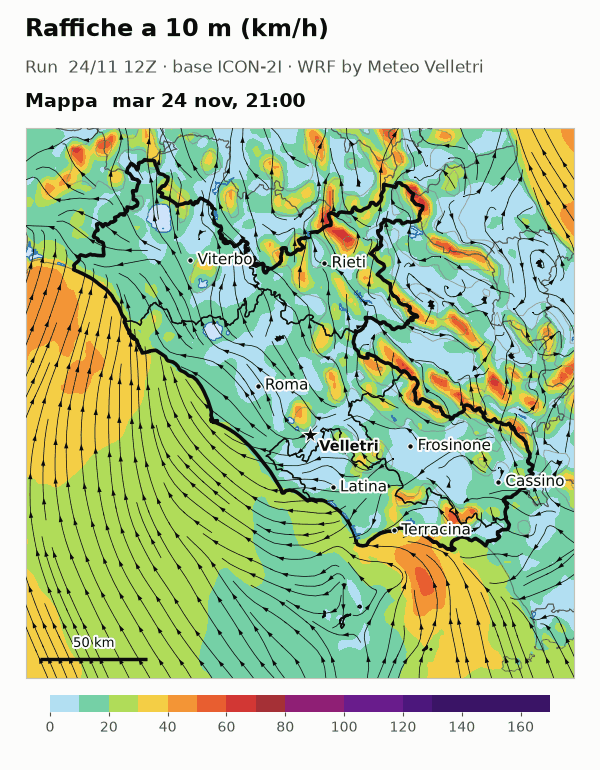 Raffiche a 10 m (km/h)
Run 24/11 12Z · base ICON-2I · WRF by Meteo Velletri
Mappa mar 24 nov, 21:00
Viterbo
Rieti
Roma
Velletri
Frosinone
Latina
Cassino
Terracina
50 km
0 20 40 60 80 100 120 140 160